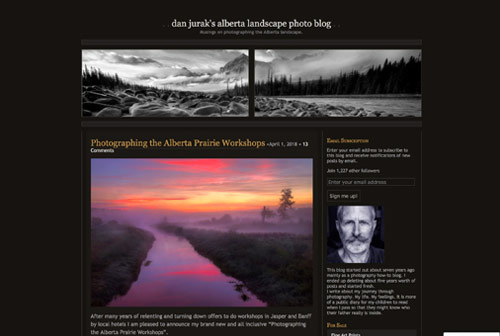 . . dan jurak's alberta landscape photo blog . .
Musings on photographing the Alberta landscape.
Photographing the Alberta Prairie Workshops •April 1, 2018 • 13
Comments
After many years of relenting and turning down offers to do workshops in Jasper and Banff
by local hotels I am pleased to announce my brand new and all inclusive "Photographing
the Alberta Prairie Workshops".
Email Subscription
Enter your email address to subscribe to
this blog and receive notifications of new
posts by email.
Join 1,227 other followers
Enter your email address
Sign me up!
This blog started out about seven years ago
mainly as a photography how-to blog. I
ended up deleting about five years worth of
posts and started fresh.
I write about my journey through
photography. My life. My feelings. It is more
of a public diary for my children to read
when I pass so that they might know who
their father really is inside.
For Sale
Fine Art Prints